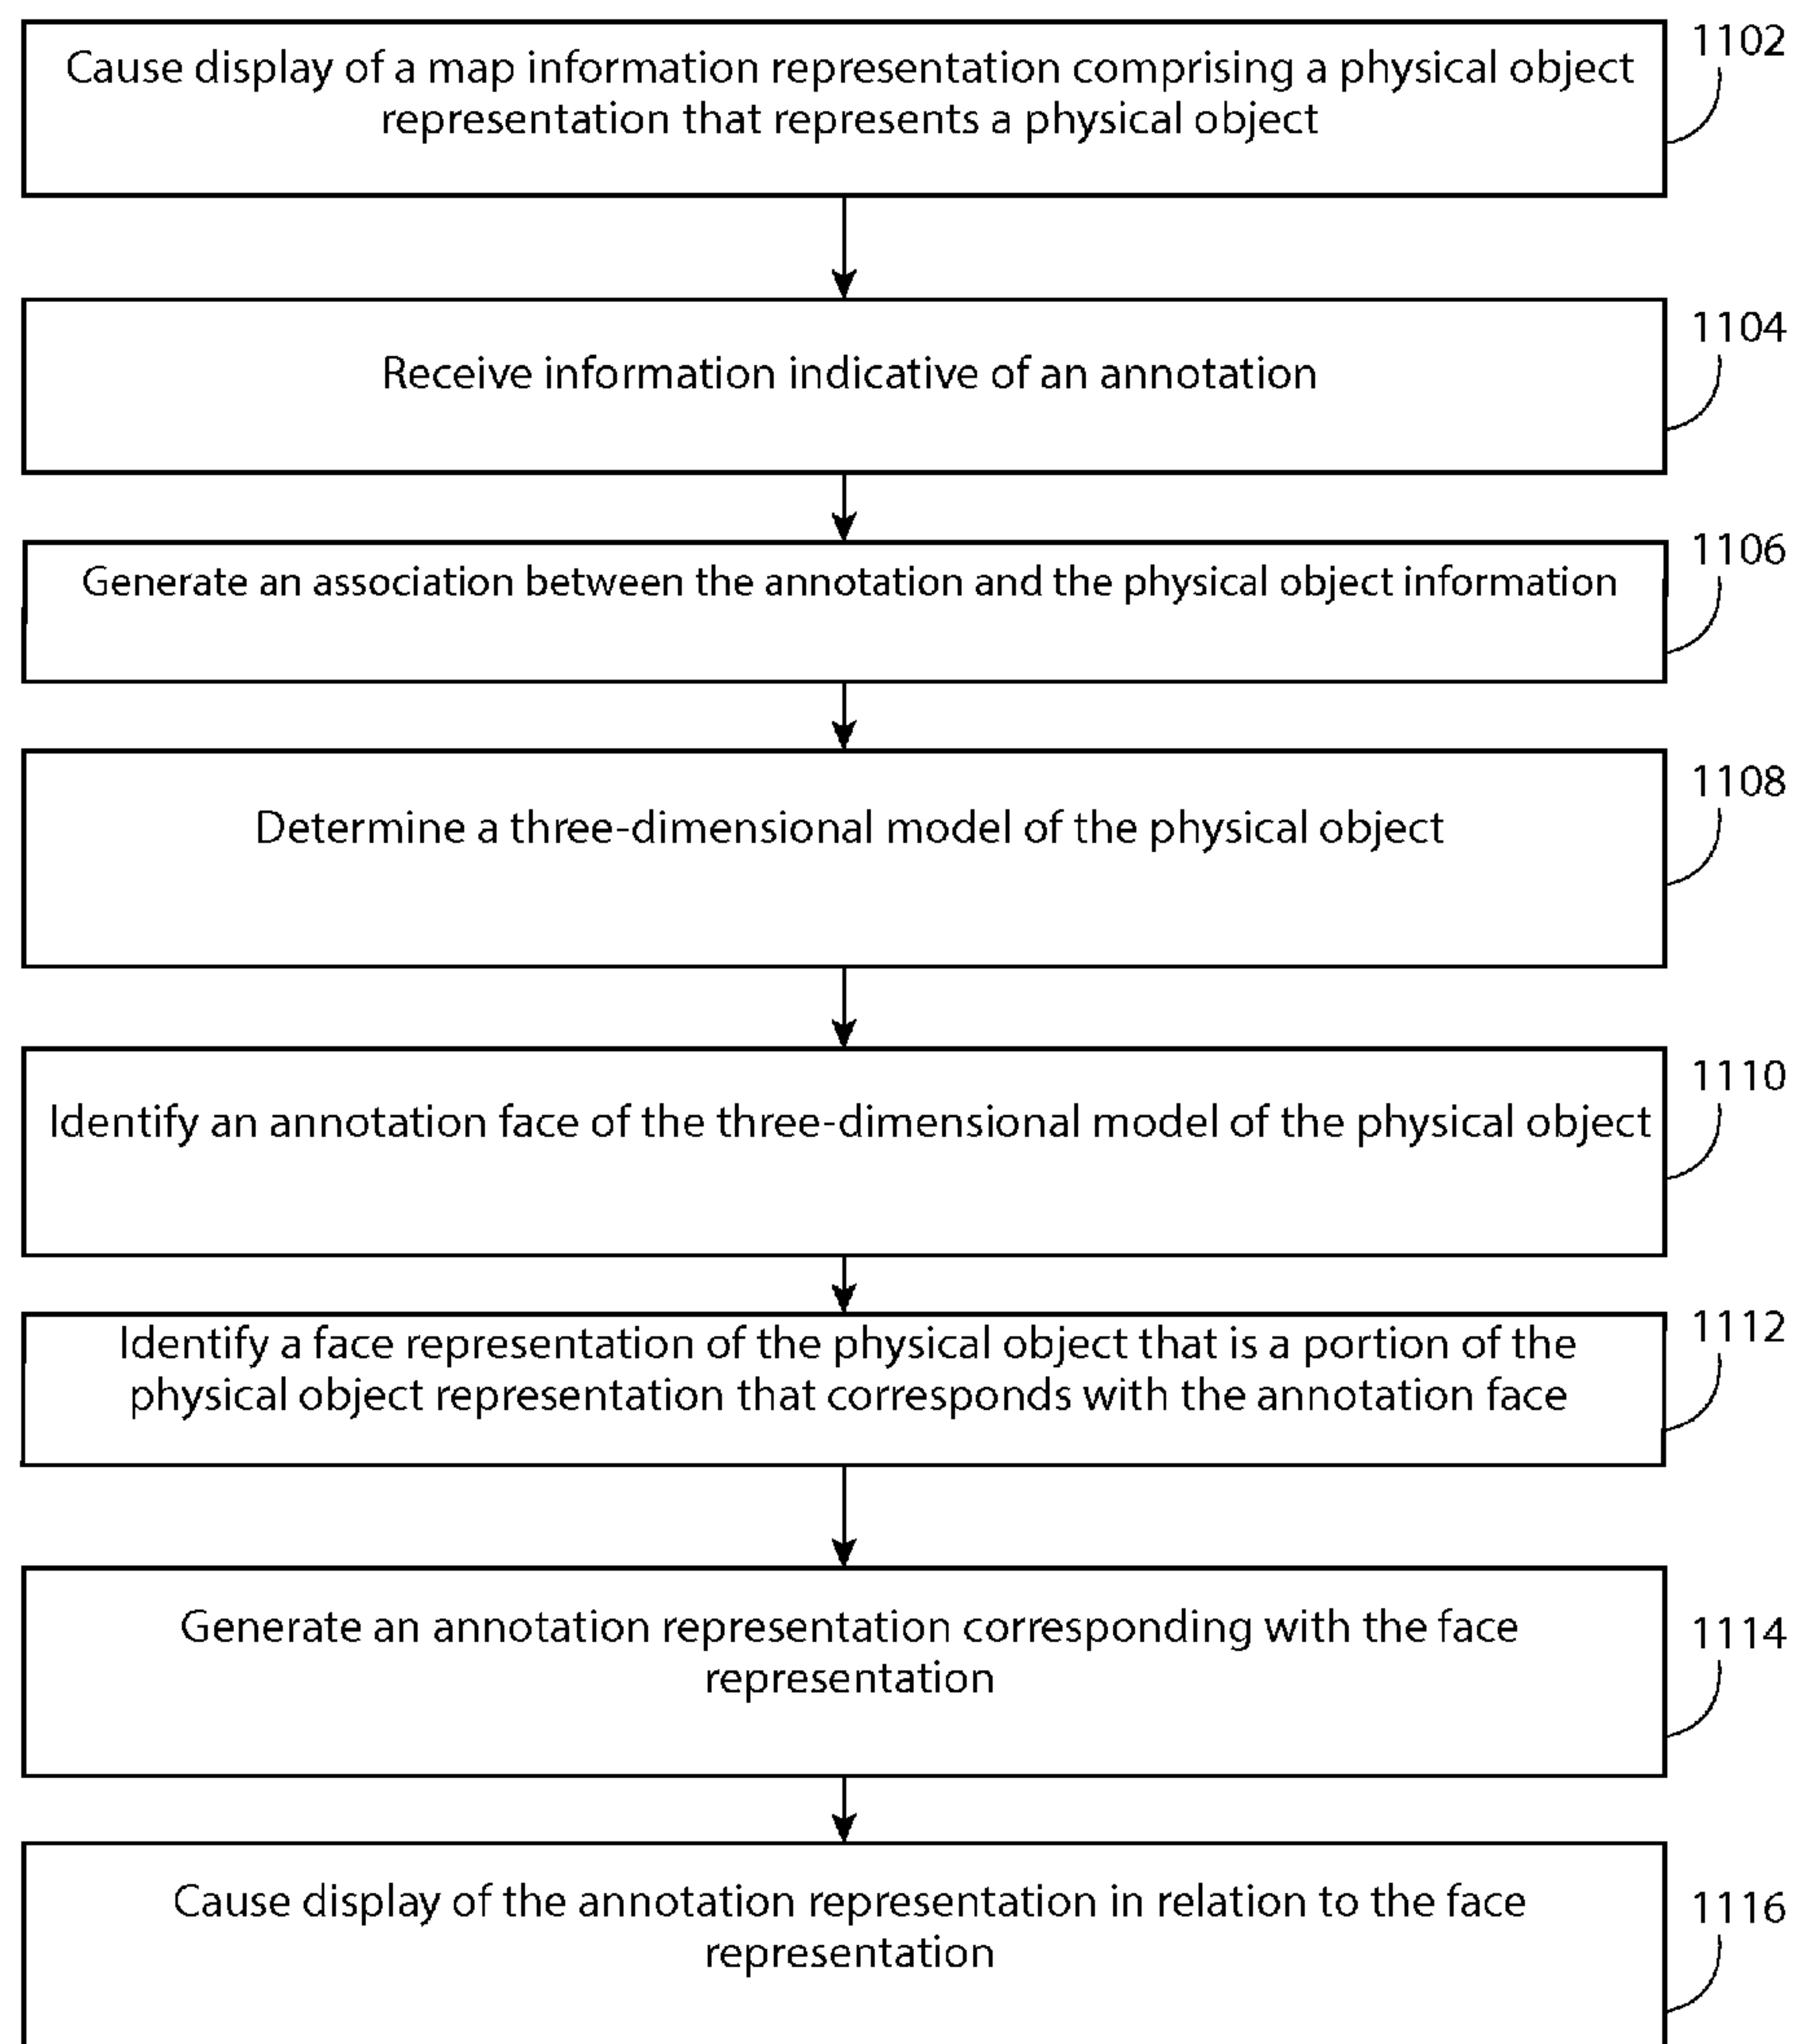 1102
Cause display of a map information representation comprising a physical object
representation that represents a physical object
1104
Receive information indicative of an annotation
1106
Generate an association between the annotation and the physical object information
1108
Determine a three-dimensional model of the physical object
1110
Identify an annotation face of the three-dimensional model of the physical object
1112
Identify a face representation of the physical object that is a portion of the
physical object representation that corresponds with the annotation face
1114
Generate an annotation representation corresponding with the face
representation
1116
Cause display of the annotation representation in relation to the face
representation